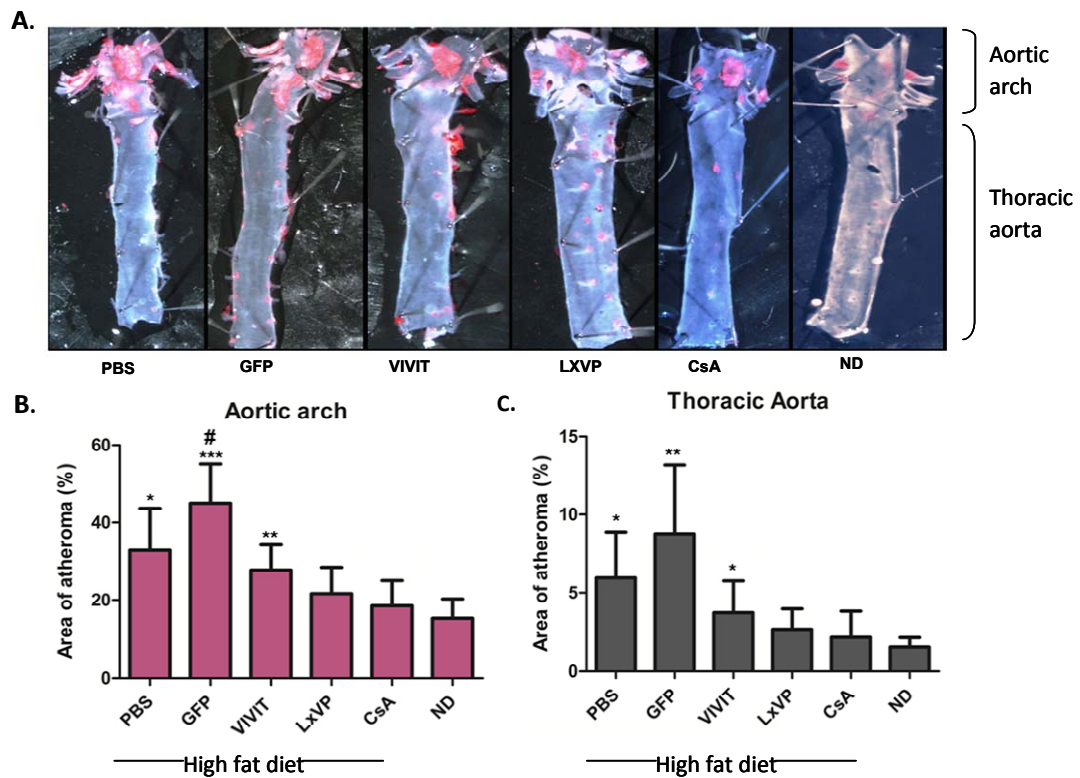 A.
Aortic
arch
Thoracic
aorta
PBS GFP VIVIT LXVP CsA ND
B.
Aortic arch
Area of atheroma (%)
60
40
20
0
*
#
***
**
PBS GFP VIVIT LxVP CsA ND
High fat diet
C.
Thoracic Aorta
Area of atheroma (%)
15
10
5
0
*
**
*
PBS GFP VIVIT LxVP CsA ND
High fat diet